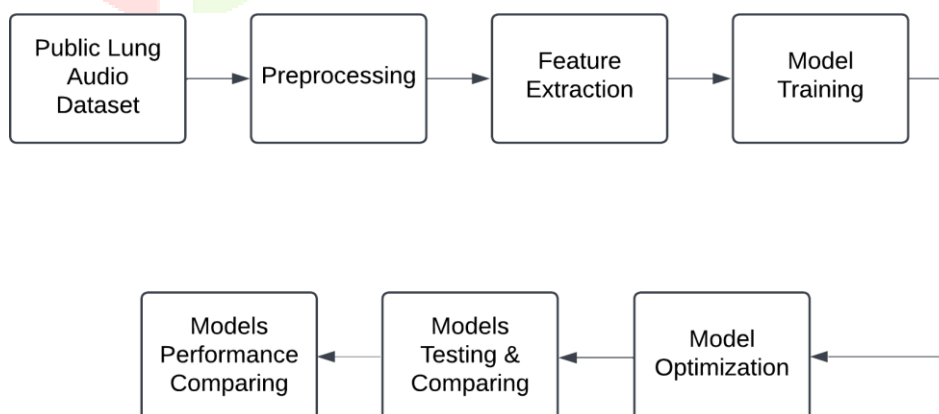 Public Lung
Audio
Dataset
Preprocessing
Feature
Extraction
Model
Training
Models
Performance
Comparing
Models
Testing &
Comparing
Model
Optimization